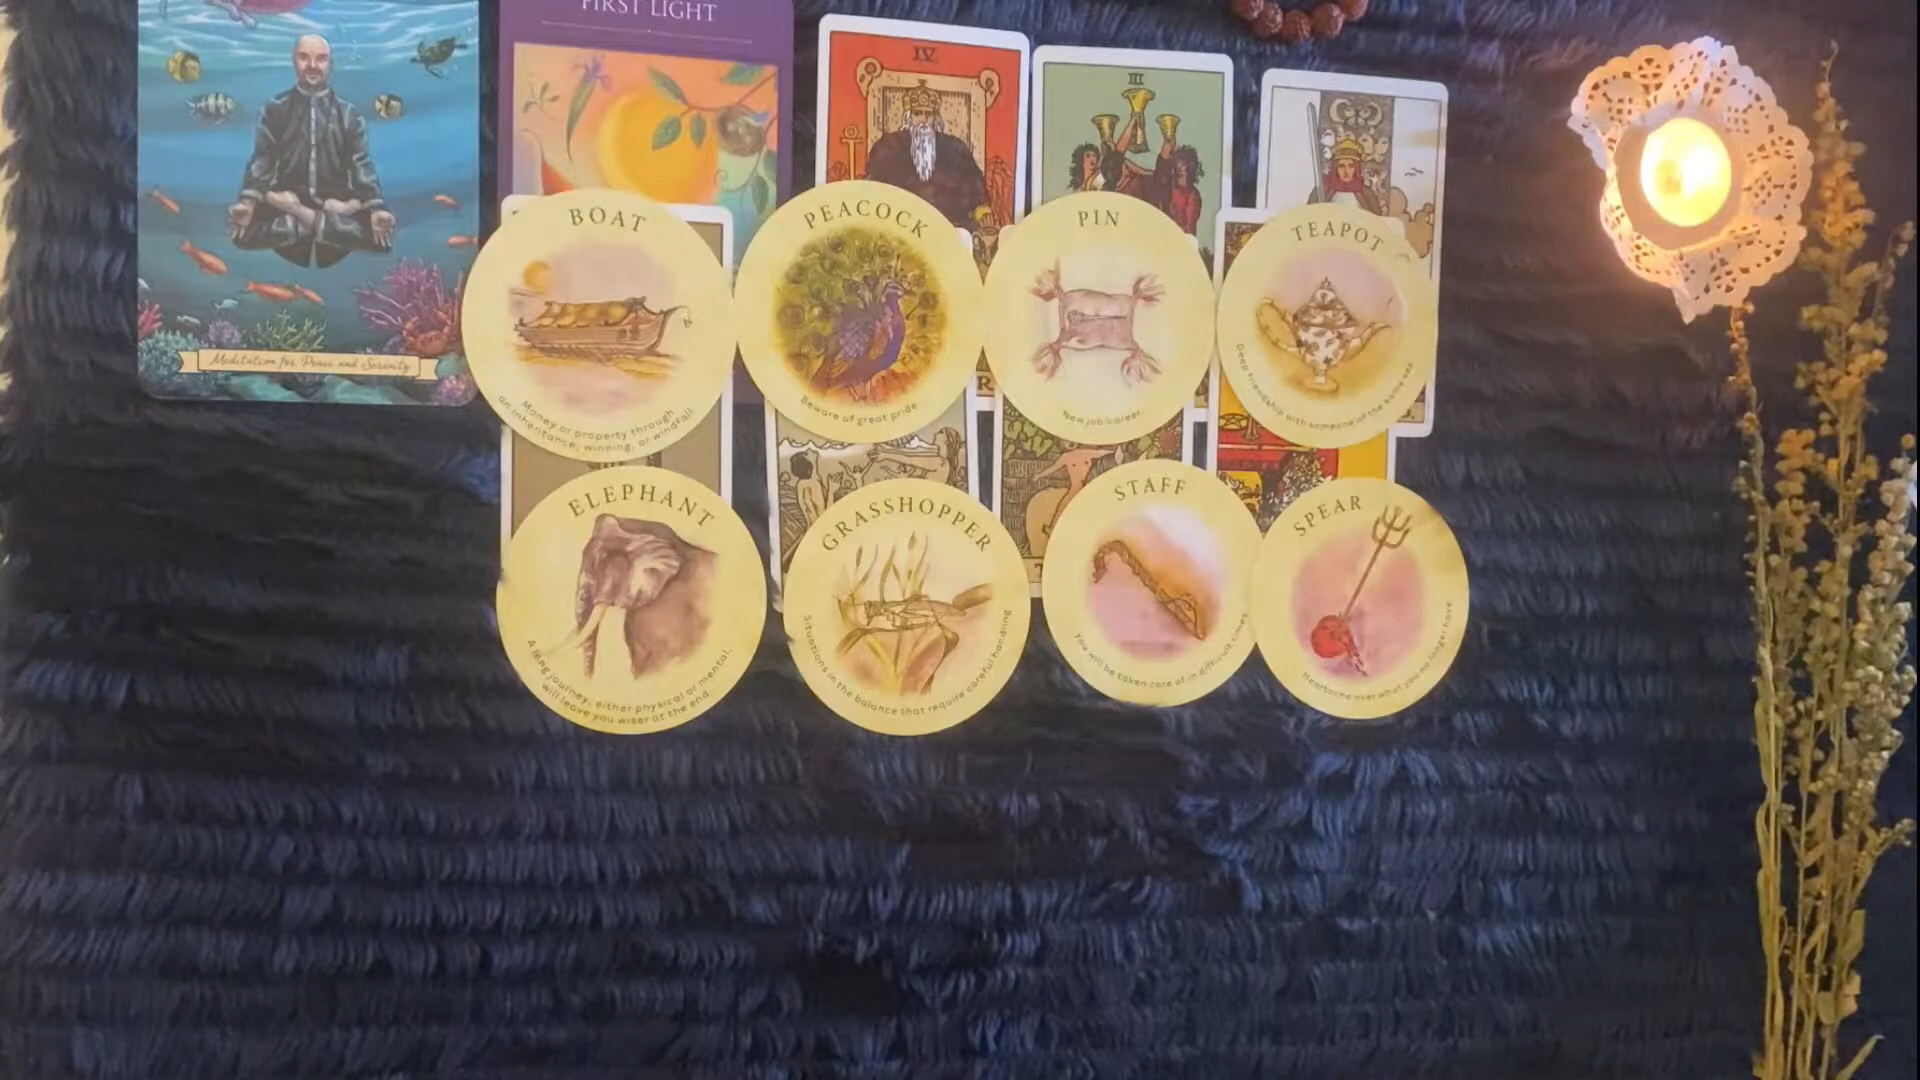 FIRST LIGHT
IV
III
Meditation for Peace and Serenity
BOAT
Money or property through
an inheritance, winning, or windfall.
PEACOCK
Beware of great pride
PIN
New job/career.
TEAPOT
Deep friendship with someone of the same age
R
ELEPHANT
A long journey, either physical or mental,
will leave you wiser at the end.
GRASSHOPPER
Situations in the balance that require careful handling
T
STAFF
You will be taken care of in difficult times
SPEAR
Heartache over what you no longer have